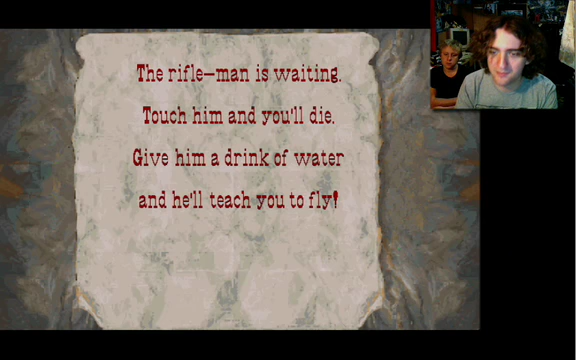 The rifle-man is waiting.
Touch him and you'll die.
Give him a drink of water
and he'll teach you to fly!